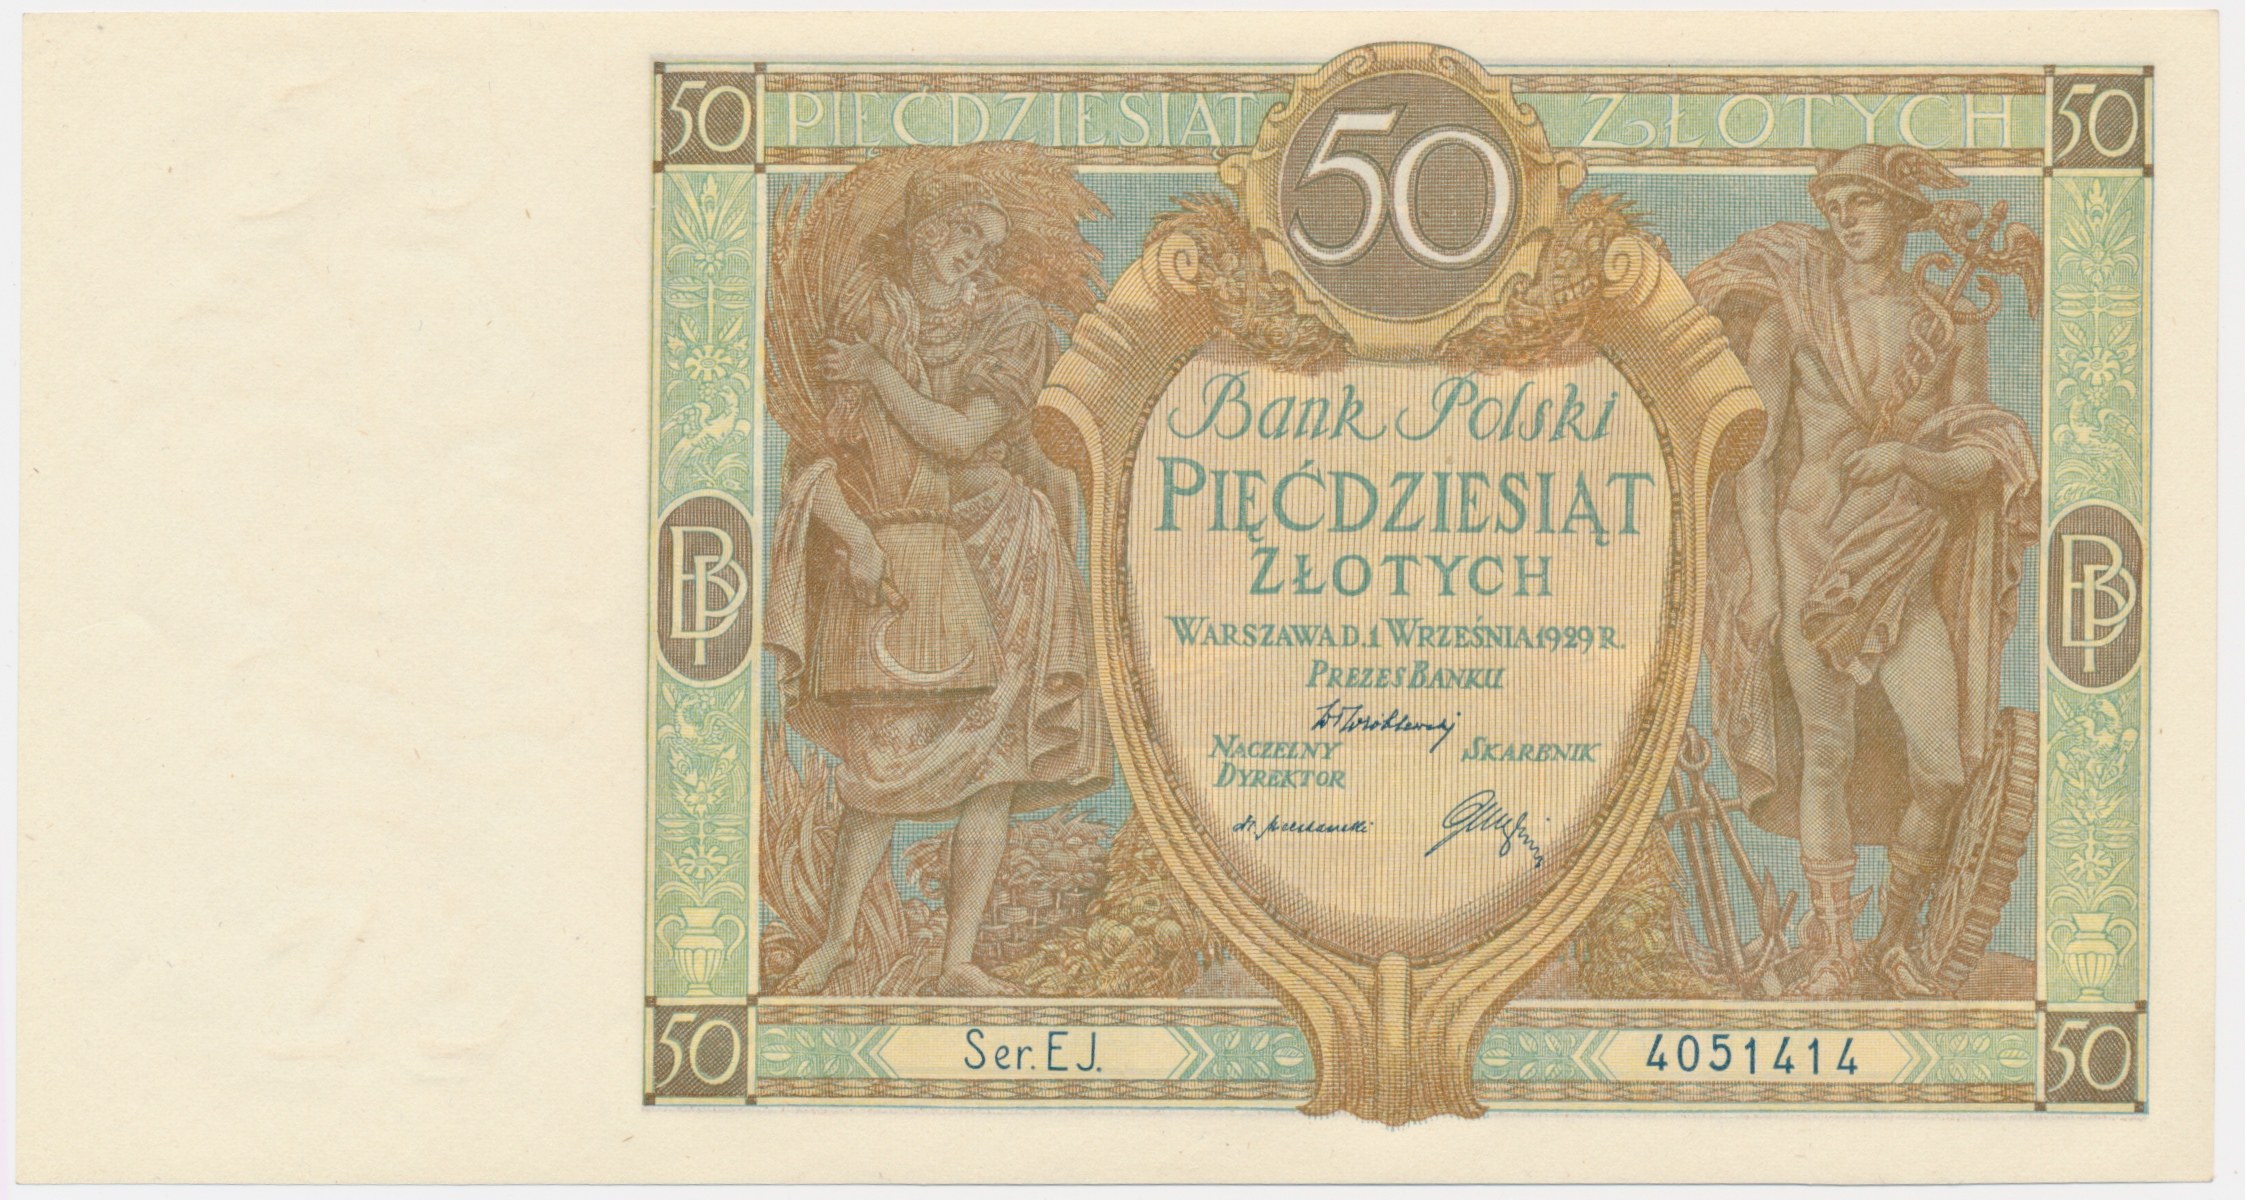 50 PIĘĆDZIESIĄT 50 ZŁOTYCH 50
Bank Polski
PIĘĆDZIESIĄT
ZŁOTYCH
WARSZAWA D. 1 WRZEŚNIA 1929 R.
BP BP
PREZES BANKU
NACZELNY SKARBNIK
DYREKTOR
50 Ser. EJ. 4051414 50